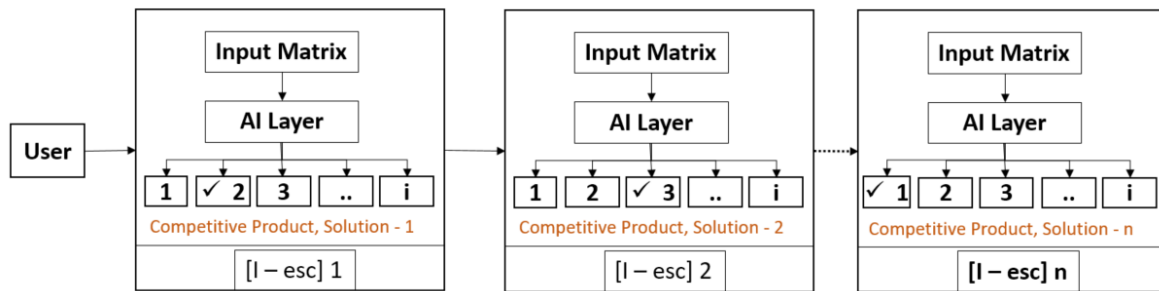 User
Input Matrix
AI Layer
1 ✓ 2 3 .. i
Competitive Product, Solution - 1
[I – esc] 1
Input Matrix
AI Layer
1 2 ✓ 3 .. i
Competitive Product, Solution - 2
[I – esc] 2
Input Matrix
AI Layer
✓ 1 2 3 .. i
Competitive Product, Solution - n
[I – esc] n